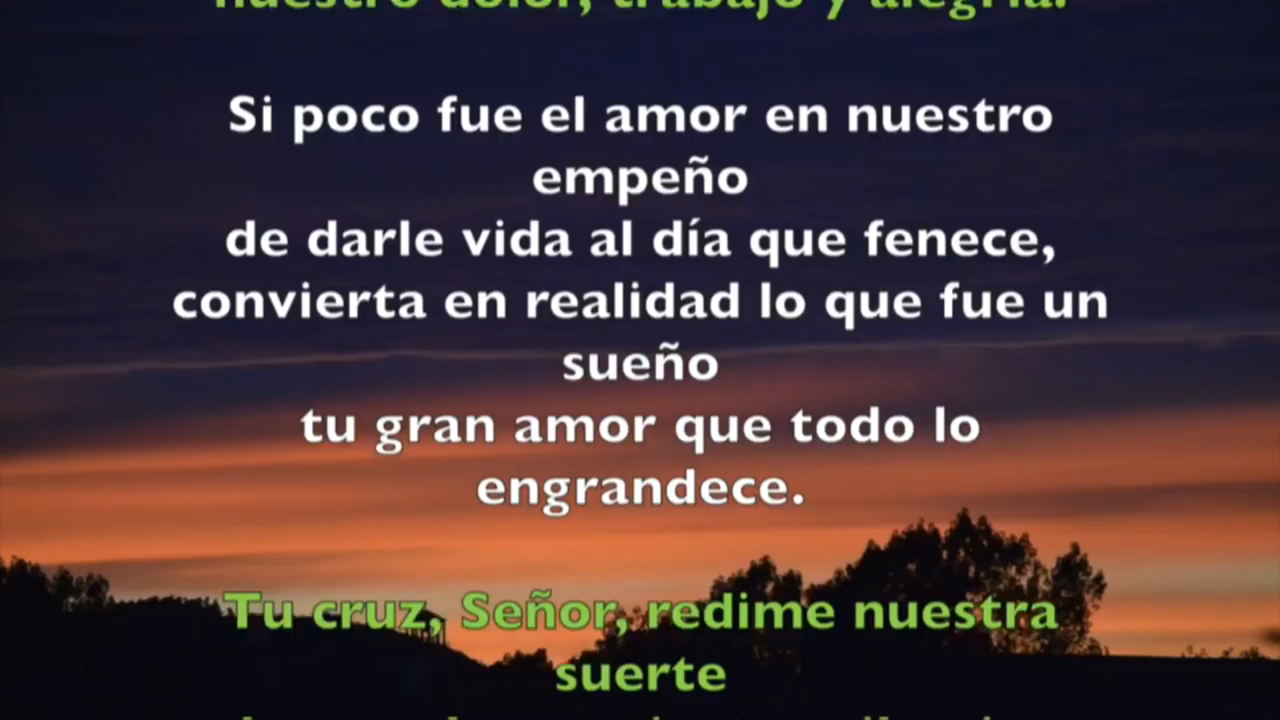 nuestro dolor, trabajo y alegría.
Si poco fue el amor en nuestro
empeño
de darle vida al día que fenece,
convierta en realidad lo que fue un
sueño
tu gran amor que todo lo
engrandece.
Tu cruz, Señor, redime nuestra
suerte